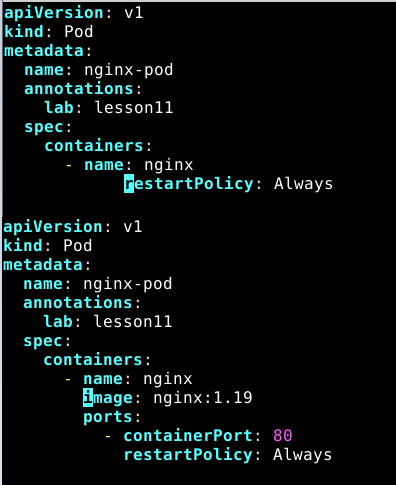 apiVersion: v1
kind: Pod
metadata:
  name: nginx-pod
  annotations:
    lab: lesson11
  spec:
    containers:
      - name: nginx
            restartPolicy: Always
apiVersion: v1
kind: Pod
metadata:
  name: nginx-pod
  annotations:
    lab: lesson11
  spec:
    containers:
      - name: nginx
        image: nginx:1.19
        ports:
          - containerPort: 80
            restartPolicy: Always